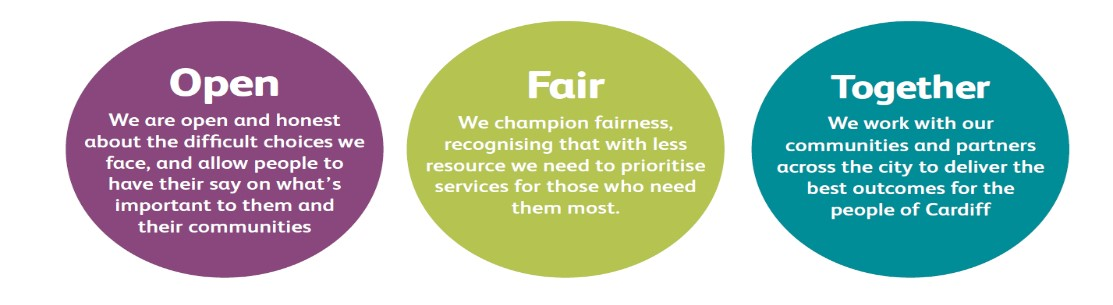 Open
We are open and honest
about the difficult choices we
face, and allow people to
have their say on what's
important to them and
their communities
Fair
We champion fairness,
recognising that with less
resource we need to prioritise
services for those who need
them most.
Together
We work with our
communities and partners
across the city to deliver the
best outcomes for the
people of Cardiff